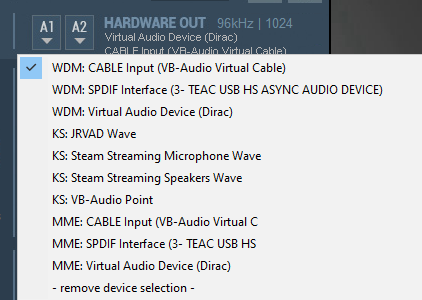 A1 A2 HARDWARE OUT 96kHz | 1024
Virtual Audio Device (Dirac)
CABLE Input (VB-Audio Virtual Cable)
WDM: CABLE Input (VB-Audio Virtual Cable)
WDM: SPDIF Interface (3- TEAC USB HS ASYNC AUDIO DEVICE)
WDM: Virtual Audio Device (Dirac)
KS: JRVAD Wave
KS: Steam Streaming Microphone Wave
KS: Steam Streaming Speakers Wave
KS: VB-Audio Point
MME: CABLE Input (VB-Audio Virtual C
MME: SPDIF Interface (3- TEAC USB HS
MME: Virtual Audio Device (Dirac)
- remove device selection -